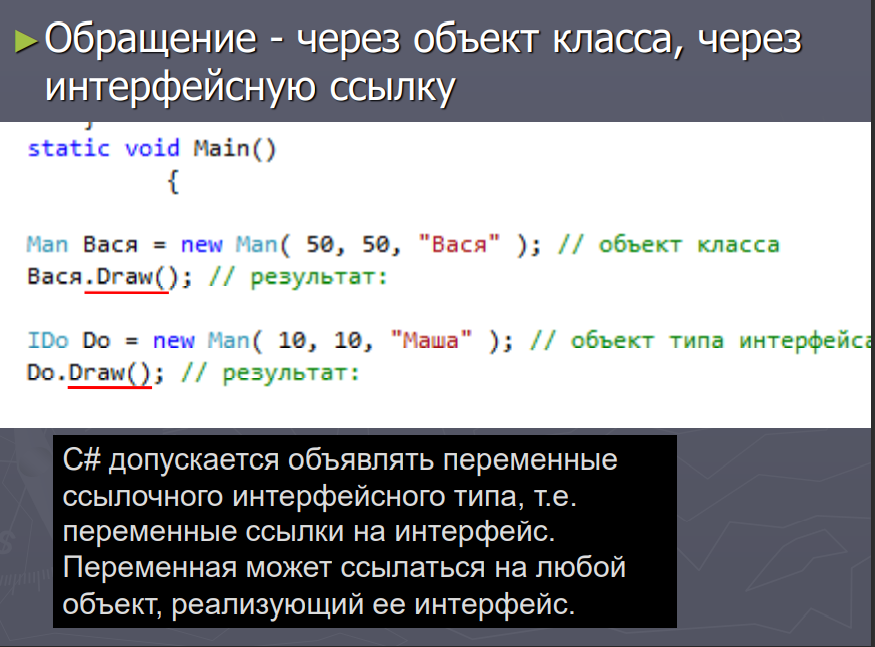 Обращение - через объект класса, через
интерфейсную ссылку
static void Main()
{
Man Вася = new Man( 50, 50, "Вася" ); // объект класса
Вася.Draw(); // результат:
IDo Do = new Man( 10, 10, "Маша" ); // объект типа интерфейса
Do.Draw(); // результат:
C# допускается объявлять переменные
ссылочного интерфейсного типа, т.е.
переменные ссылки на интерфейс.
Переменная может ссылаться на любой
объект, реализующий ее интерфейс.